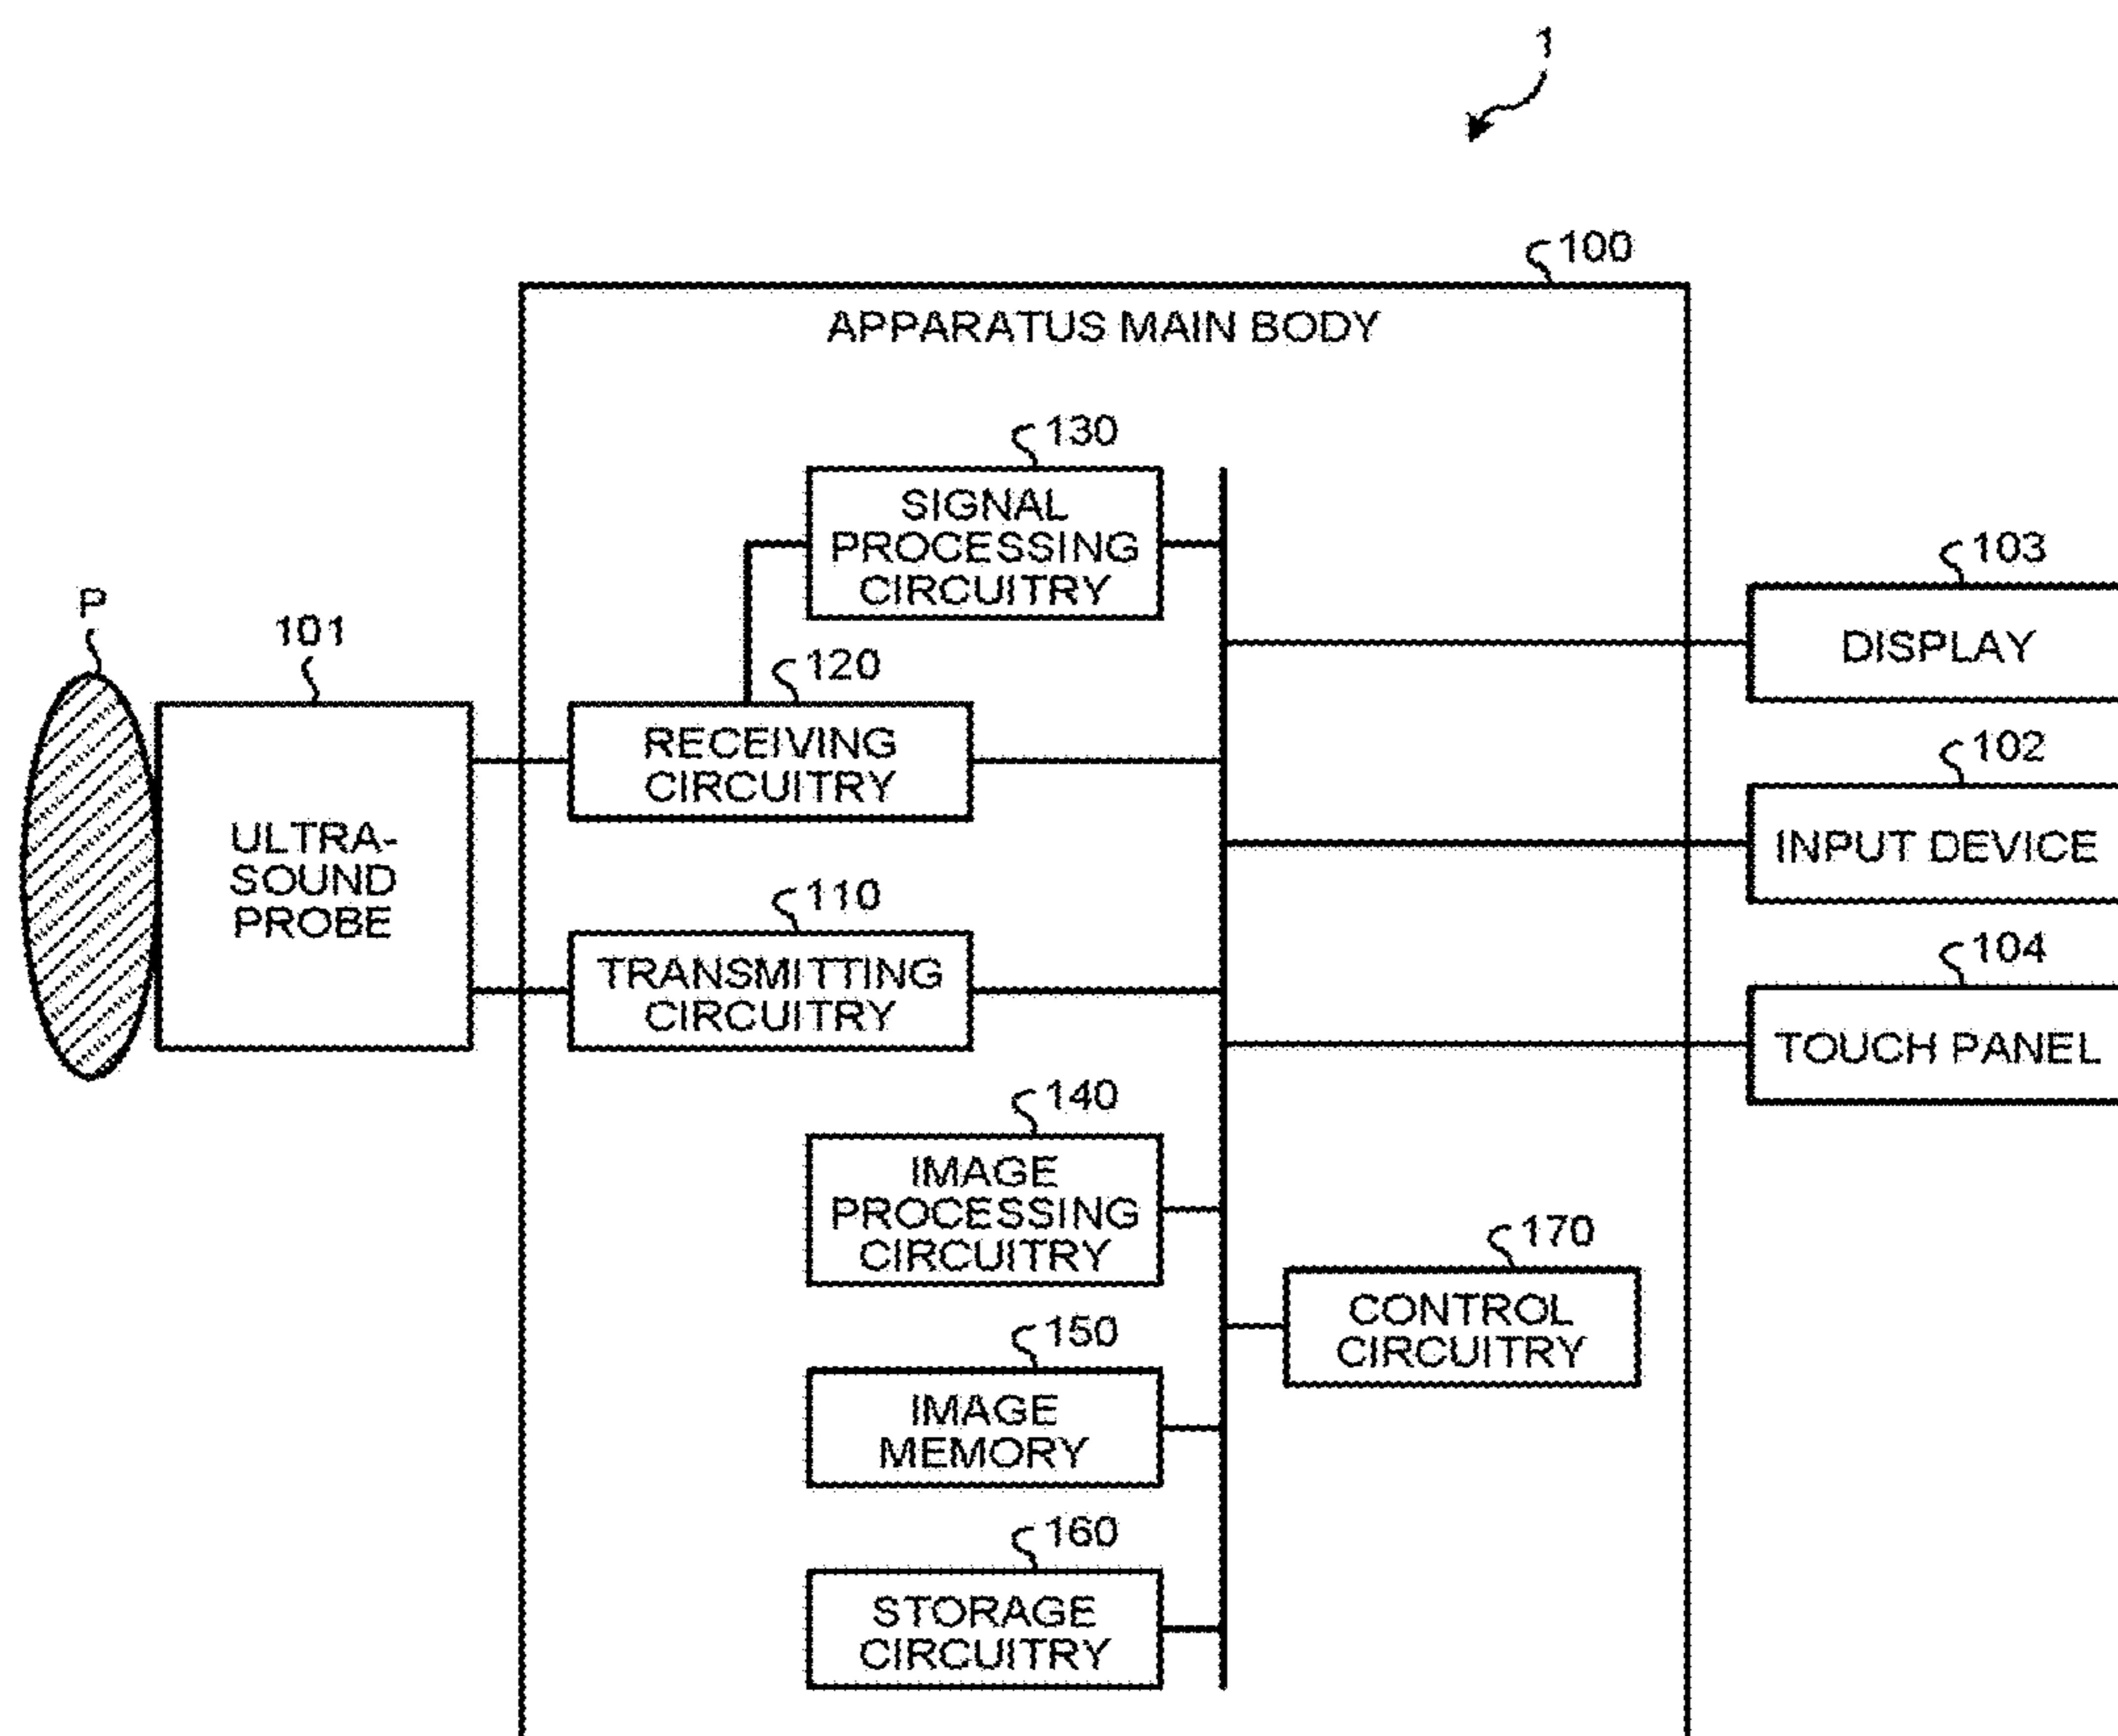 1
100
APPARATUS MAIN BODY
130
SIGNAL
PROCESSING
CIRCUITRY
103
DISPLAY
P
101
120
RECEIVING
CIRCUITRY
102
INPUT DEVICE
ULTRA-
SOUND
PROBE
110
TRANSMITTING
CIRCUITRY
104
TOUCH PANEL
140
IMAGE
PROCESSING
CIRCUITRY
170
CONTROL
CIRCUITRY
150
IMAGE
MEMORY
160
STORAGE
CIRCUITRY